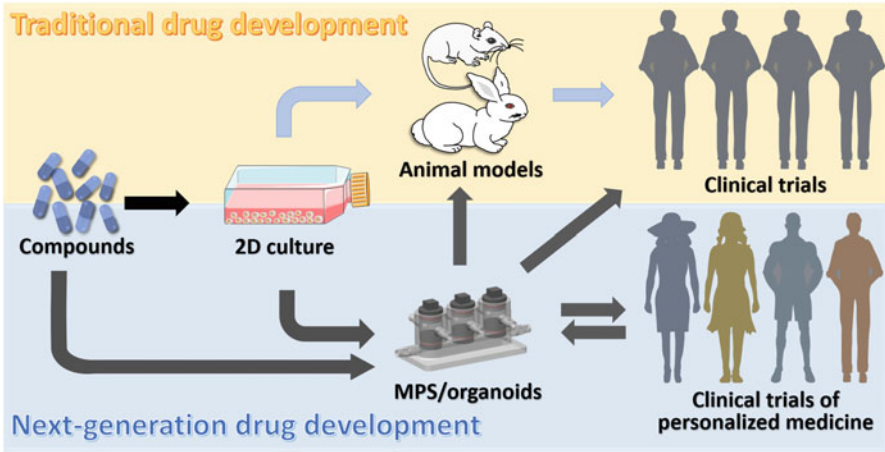 Traditional drug development
Animal models
Clinical trials
Compounds
2D culture
MPS/organoids
Clinical trials of
personalized medicine
Next-generation drug development